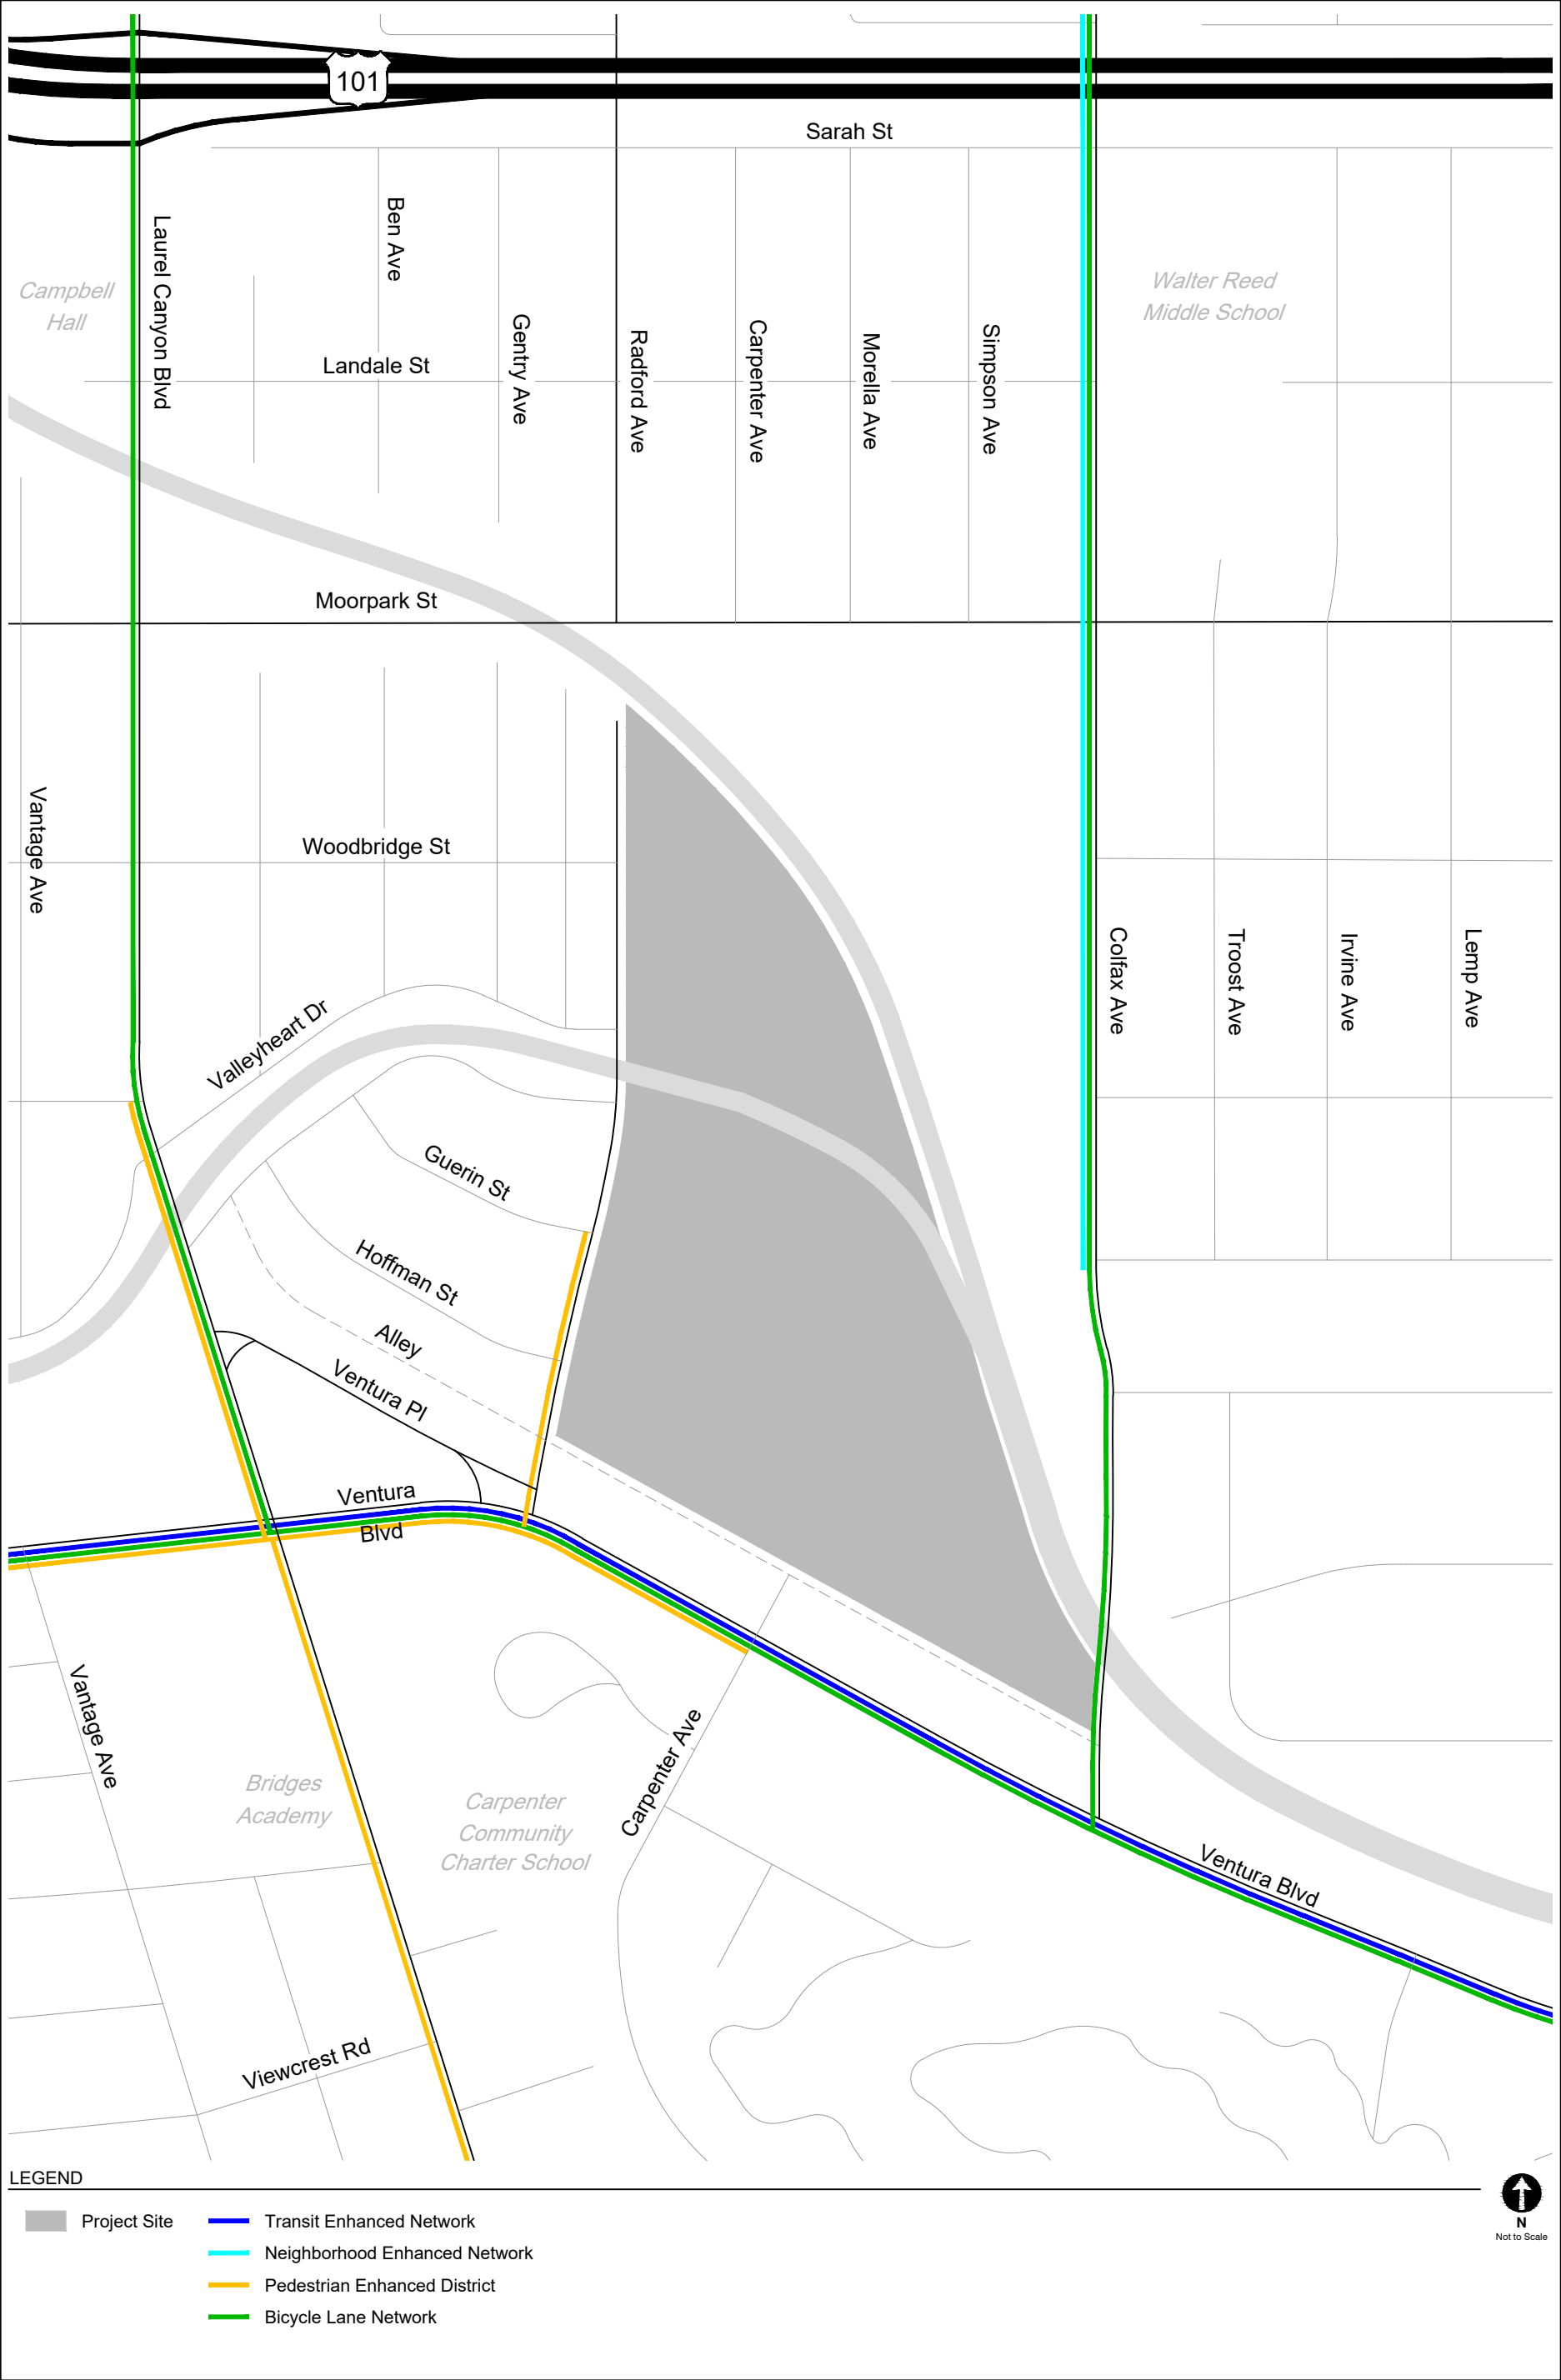 101
Sarah St
Laurel Canyon Blvd
Ben Ave
Campbell
Hall
Landale St
Gentry Ave
Radford Ave
Carpenter Ave
Morella Ave
Simpson Ave
Walter Reed
Middle School
Moorpark St
Vantage Ave
Woodbridge St
Colfax Ave
Troost Ave
Irvine Ave
Lemp Ave
Valleyheart Dr
Guerin St
Hoffman St
Alley
Ventura Pl
Ventura
Blvd
Vantage Ave
Bridges
Academy
Carpenter
Community
Charter School
Carpenter Ave
Ventura Blvd
Viewcrest Rd
LEGEND
Project Site
Transit Enhanced Network
Neighborhood Enhanced Network
Pedestrian Enhanced District
Bicycle Lane Network
N
Not to Scale